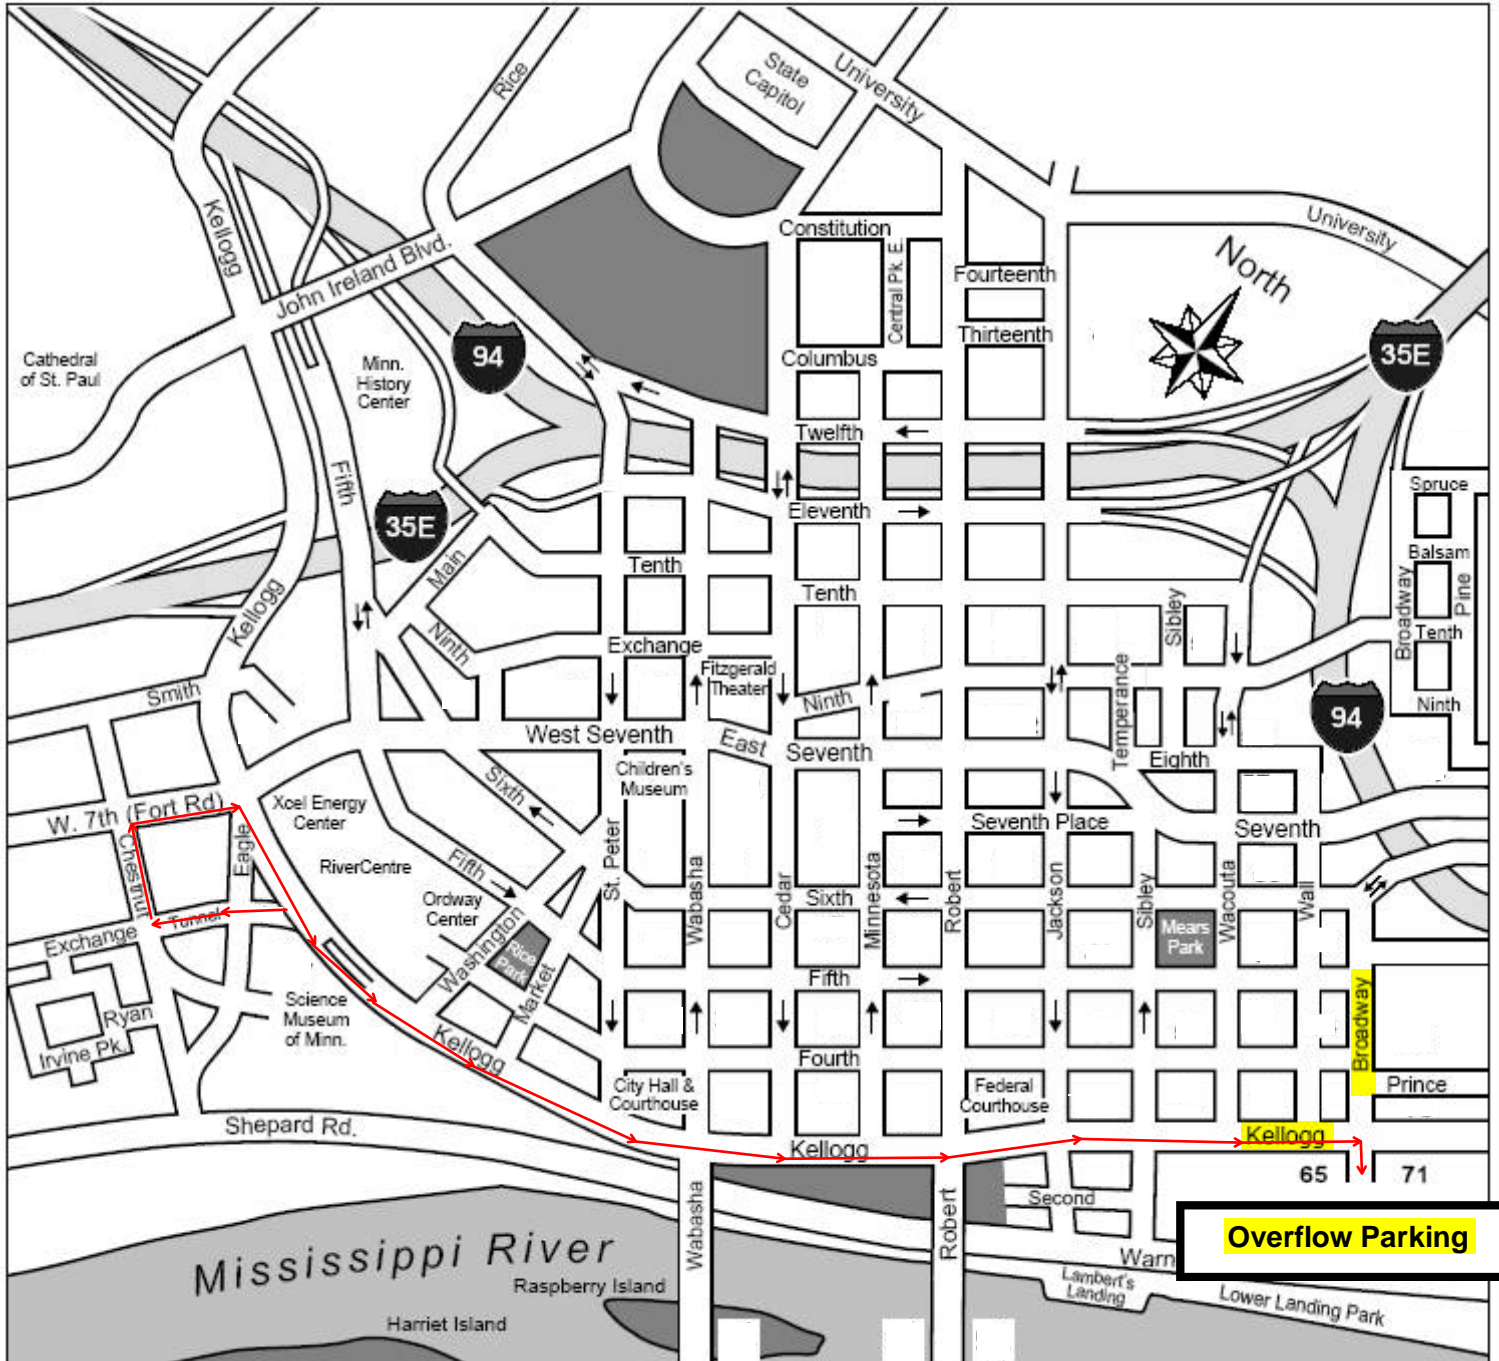 Rice
State
Capitol
University
University
Kellogg
Constitution
Central Pk. E.
Fourteenth
North
John Ireland Blvd.
Thirteenth
Cathedral
of St. Paul
Minn.
History
Center
94
Columbus
35E
Twelfth
Fifth
35E
Eleventh
Spruce
Main
Tenth
Tenth
Balsam
Broadway
Pine
Kellogg
Ninth
Exchange
Sibley
Tenth
Smith
Fitzgerald
Theater
Ninth
Temperance
94
Ninth
West Seventh
East
Seventh
Eighth
Sixth
Children's
Museum
W. 7th (Fort Rd)
Xcel Energy
Center
Seventh Place
Seventh
Chestnut
Eagle
RiverCentre
Fifth
St. Peter
Wabasha
Cedar
Minnesota
Robert
Jackson
Sibley
Wacouta
Wall
Ordway
Center
Sixth
Exchange
Tunnel
Washington
Rice
Park
Market
Mears
Park
Fifth
Broadway
Science
Museum
of Minn.
Ryan
Irvine Pk.
Kellogg
Fourth
City Hall &
Courthouse
Federal
Courthouse
Prince
Shepard Rd.
Kellogg
Kellogg
65
71
Wabasha
Robert
Second
Overflow Parking
Mississippi River
Warn
Raspberry Island
Lambert's
Landing
Lower Landing Park
Harriet Island